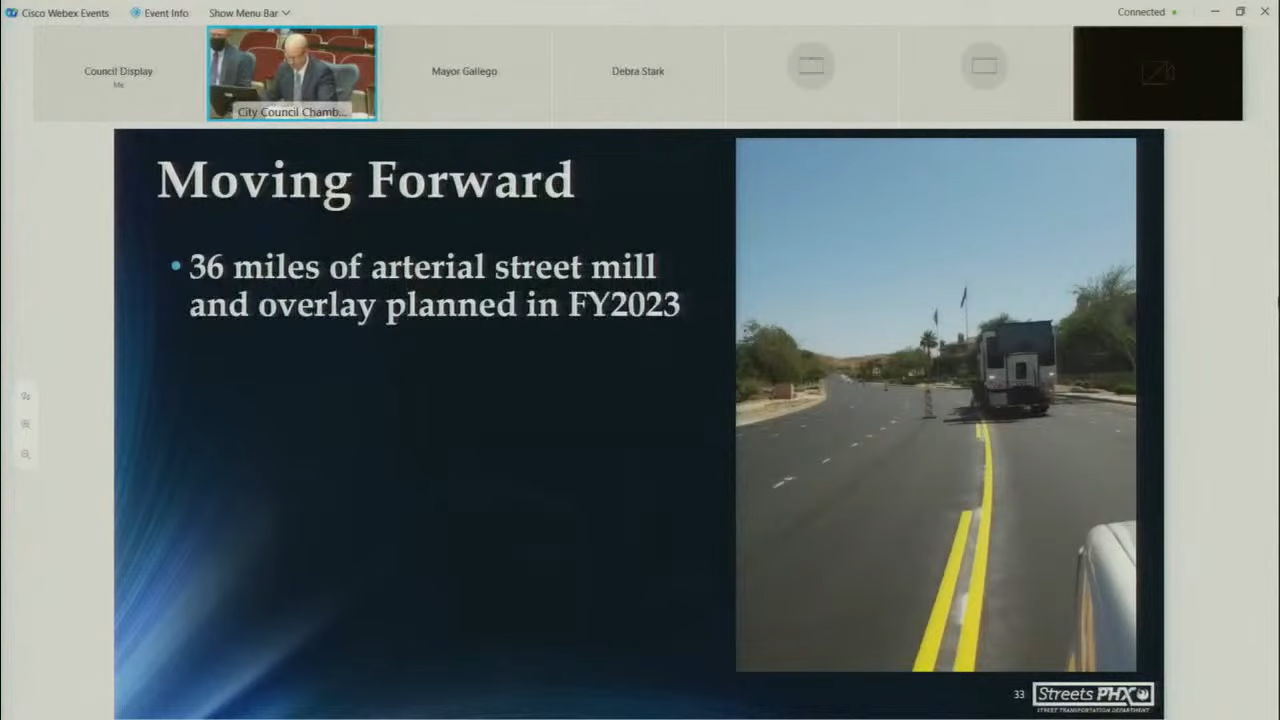 Cisco Webex Events
Event Info
Show Menu Bar
Connected
Council Display
Me
City Council Chamb...
Mayor Gallego
Debra Stark
Moving Forward
• 36 miles of arterial street mill
and overlay planned in FY2023
33
Streets PHX
STREET TRANSPORTATION DEPARTMENT